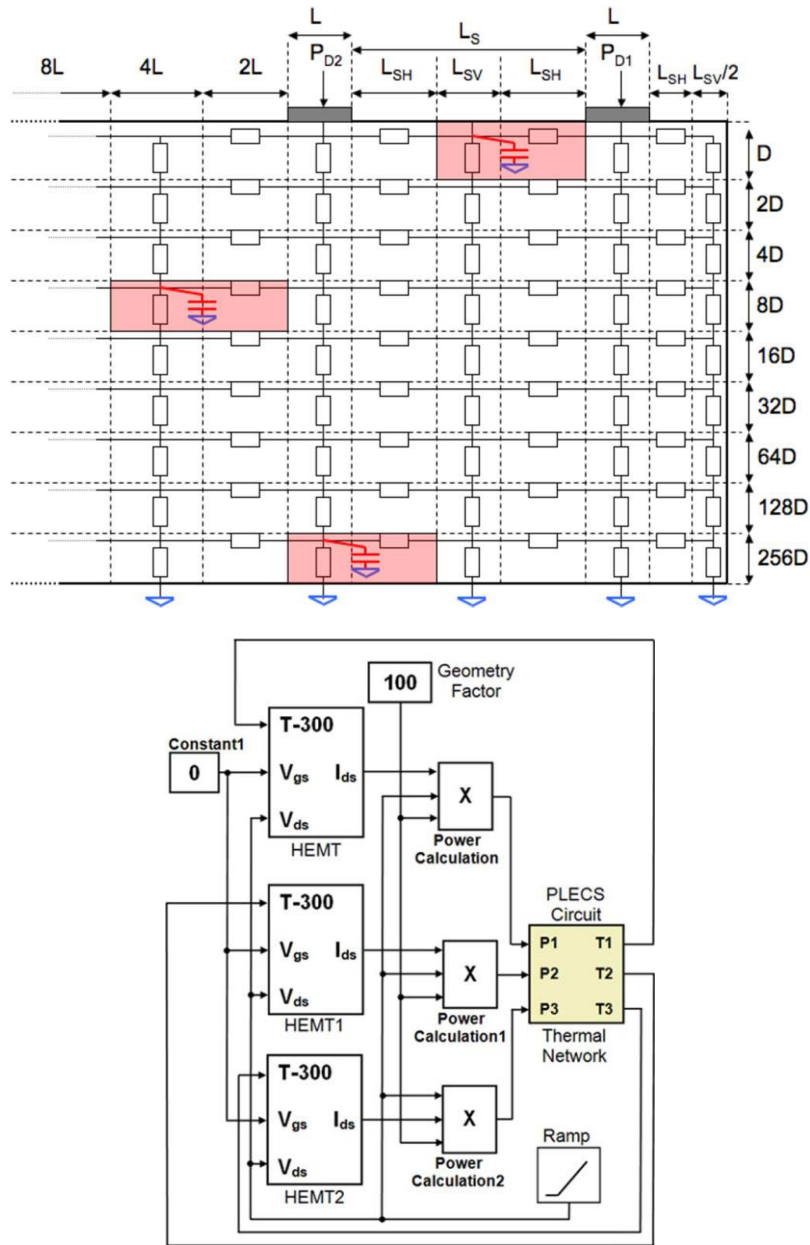 L L_S L
8L 4L 2L P_D2 L_SH L_SV L_SH P_D1 L_SH L_SV/2
D
2D
4D
8D
16D
32D
64D
128D
256D
100 Geometry
Factor
Constant1
0
T-300
V_gs I_ds
V_ds
HEMT
X
Power
Calculation
T-300
V_gs I_ds
V_ds
HEMT1
X
Power
Calculation1
PLECS
Circuit
P1 T1
P2 T2
P3 T3
Thermal
Network
T-300
V_gs I_ds
V_ds
HEMT2
X
Power
Calculation2
Ramp